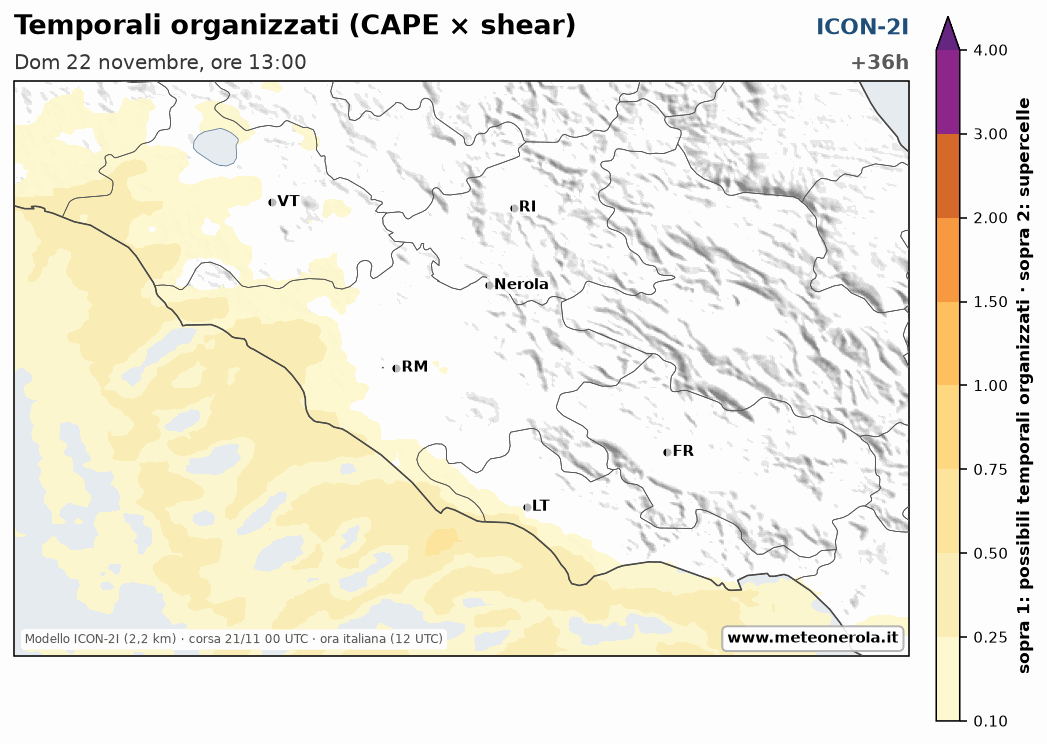 Temporali organizzati (CAPE × shear)
ICON-2I
Dom 22 novembre, ore 13:00
+36h
VT
RI
Nerola
RM
FR
LT
Modello ICON-2I (2,2 km) · corsa 21/11 00 UTC · ora italiana (12 UTC)
www.meteonerola.it
4.00
3.00
2.00
1.50
1.00
0.75
0.50
0.25
0.10
sopra 1: possibili temporali organizzati · sopra 2: supercelle